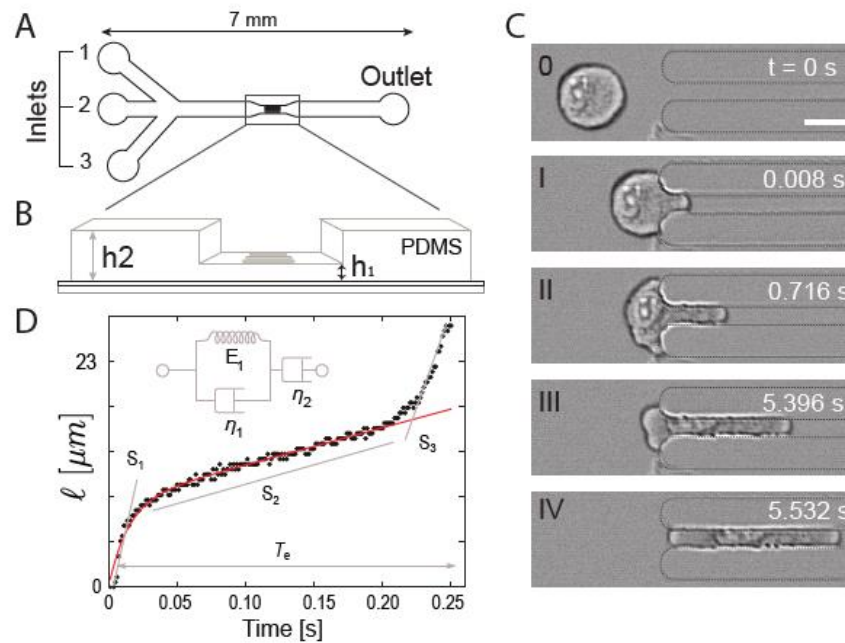 A
7 mm
Inlets
1
2
3
Outlet
B
h2
h1
PDMS
C
0
t = 0 s
I
0.008 s
II
0.716 s
III
5.396 s
IV
5.532 s
D
E1
η1
η2
23
ℓ [μm]
0
S1
S2
S3
Te
0 0.05 0.10 0.15 0.20 0.25
Time [s]